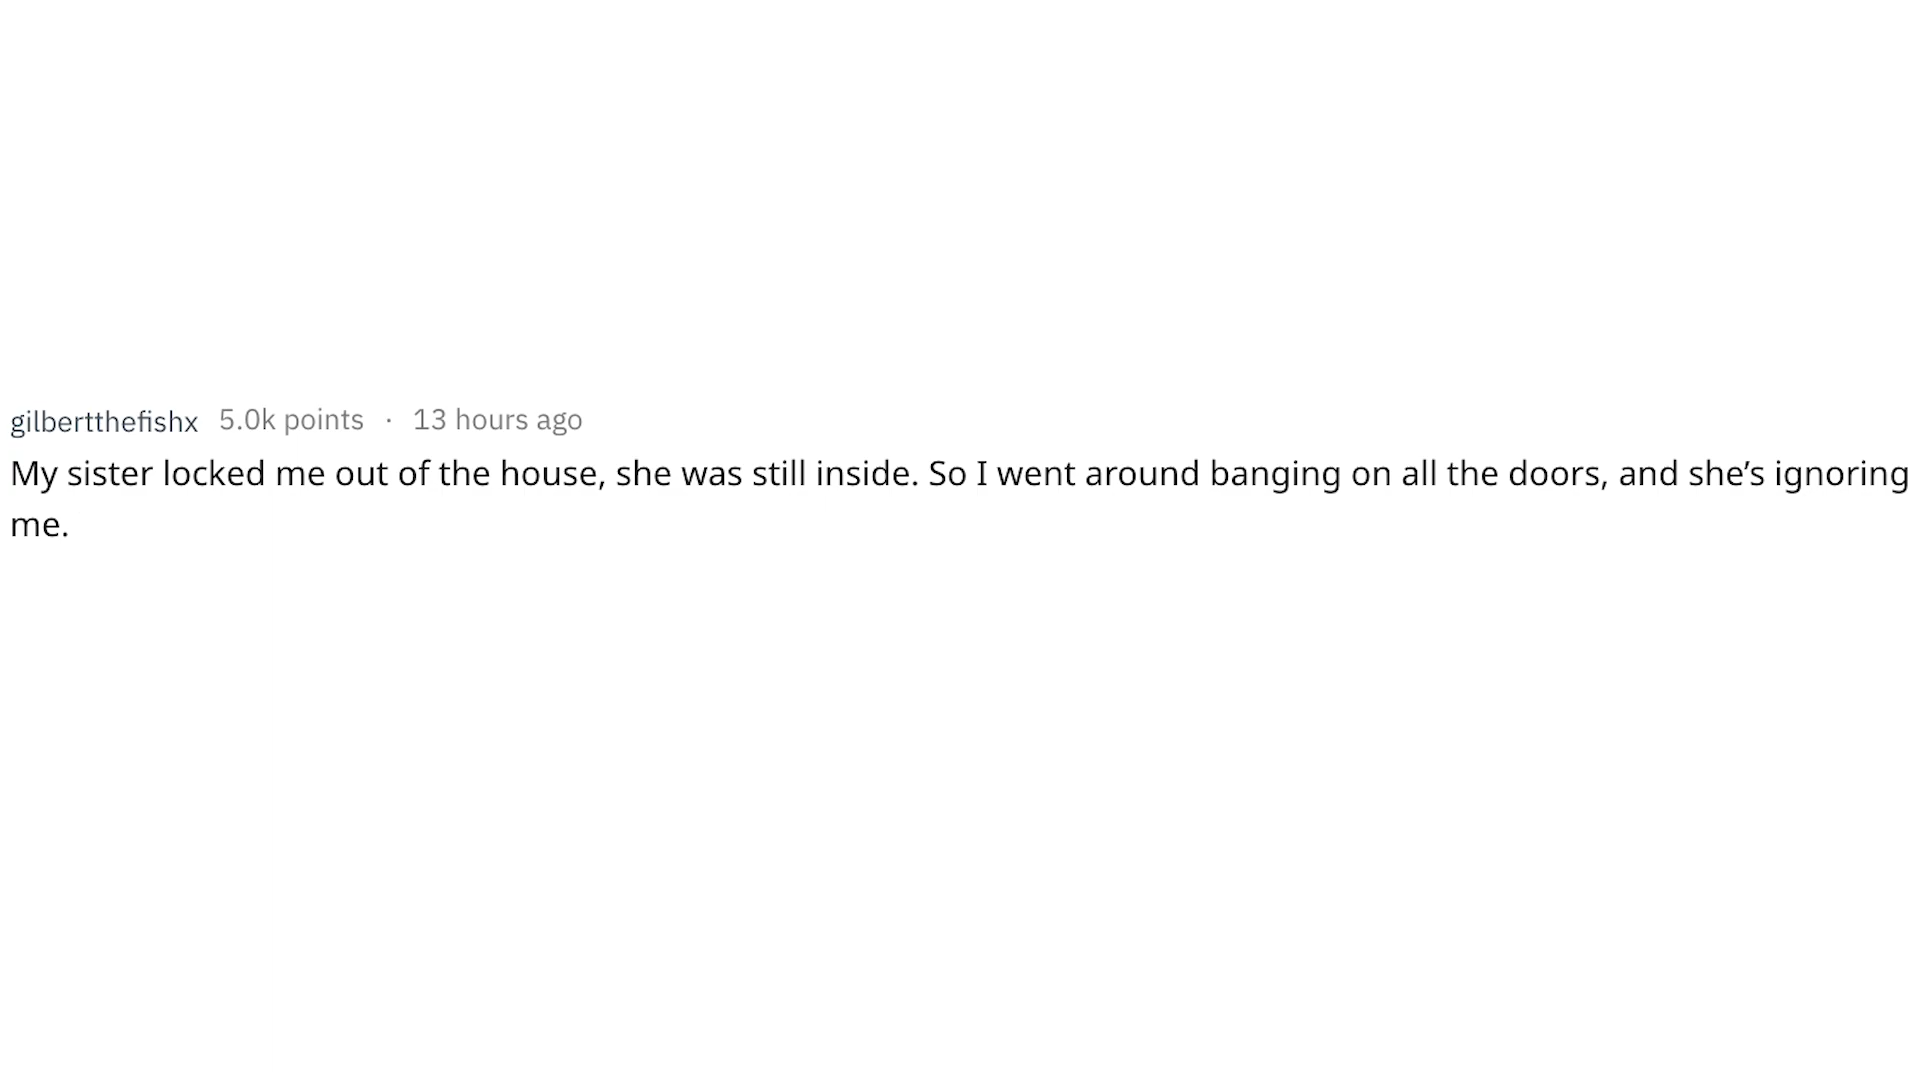 gilbertthefishx 5.0k points · 13 hours ago
My sister locked me out of the house, she was still inside. So I went around banging on all the doors, and she’s ignoring
me.